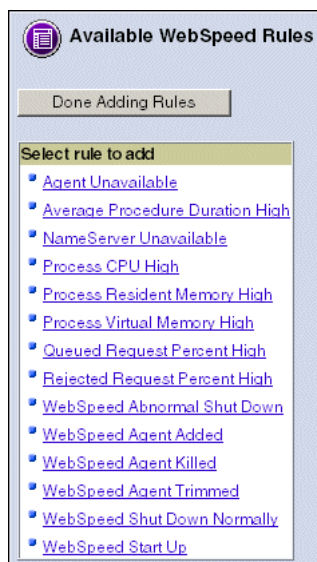 Available WebSpeed Rules
Done Adding Rules
Select rule to add
Agent Unavailable
Average Procedure Duration High
NameServer Unavailable
Process CPU High
Process Resident Memory High
Process Virtual Memory High
Queued Request Percent High
Rejected Request Percent High
WebSpeed Abnormal Shut Down
WebSpeed Agent Added
WebSpeed Agent Killed
WebSpeed Agent Trimmed
WebSpeed Shut Down Normally
WebSpeed Start Up